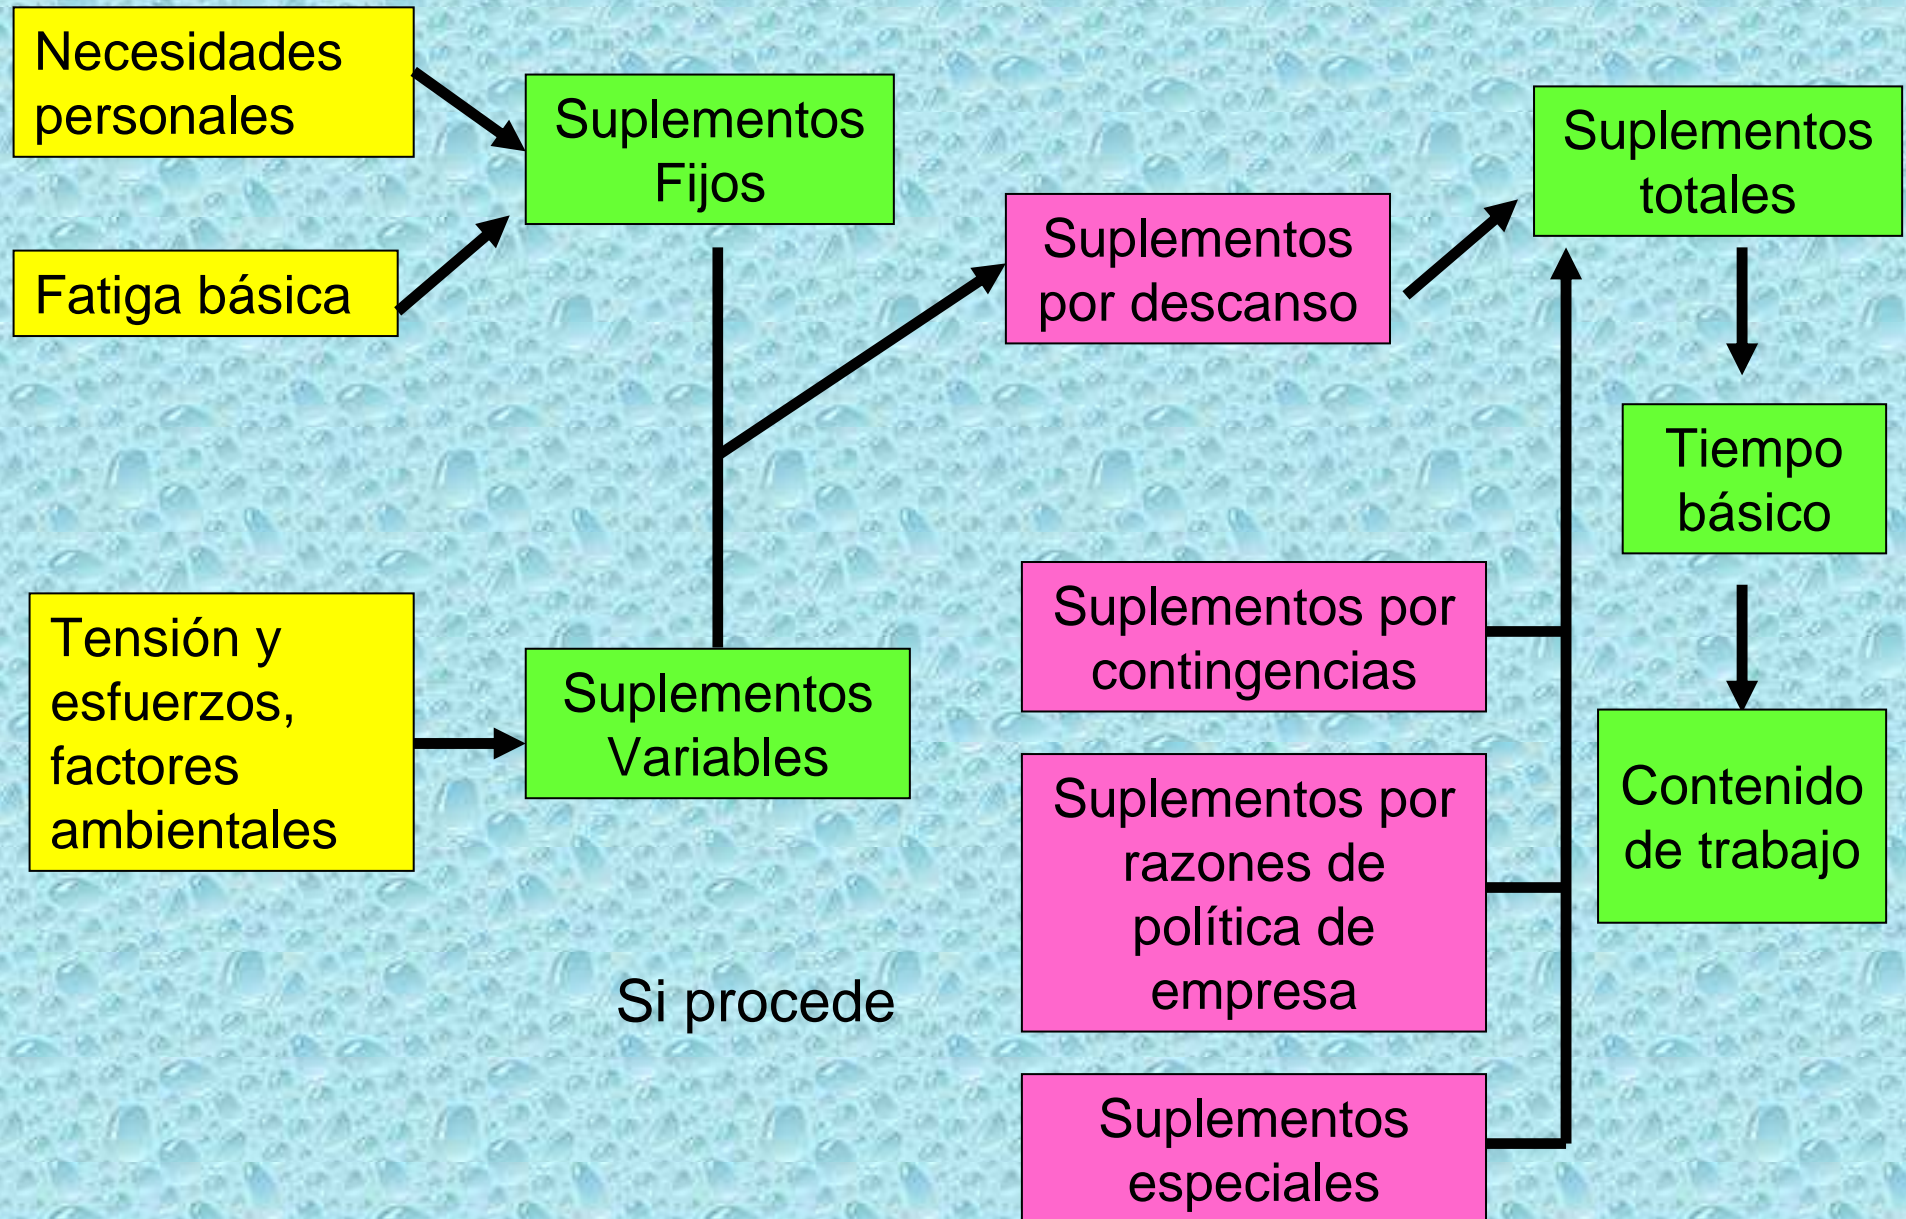 Necesidades
personales
Fatiga básica
Tensión y
esfuerzos,
factores
ambientales
Suplementos
Fijos
Suplementos
Variables
Si procede
Suplementos
por descanso
Suplementos por
contingencias
Suplementos por
razones de
política de
empresa
Suplementos
especiales
Suplementos
totales
Tiempo
básico
Contenido
de trabajo